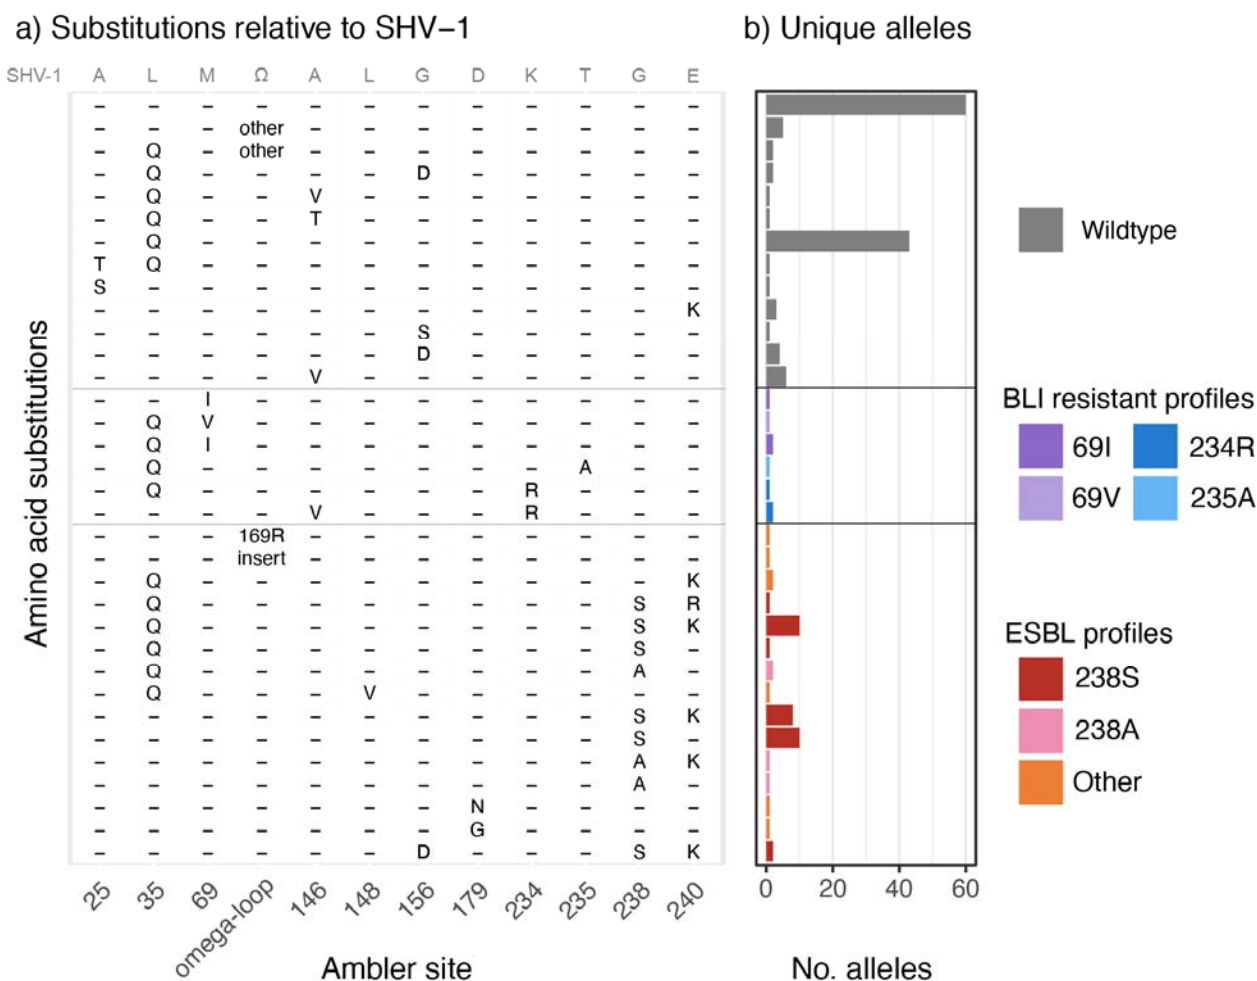 a) Substitutions relative to SHV−1
b) Unique alleles
SHV-1 A L M Ω A L G D K T G E
– – – – – – – – – – – –
– – – other – – – – – – – –
– Q – other – – – – – – – –
– Q – – – – D – – – – –
– Q – – V – – – – – – –
– Q – – T – – – – – – –
– Q – – – – – – – – – –
T Q – – – – – – – – – –
S – – – – – – – – – – –
– – – – – – – – – – – K
– – – – – – S – – – – –
– – – – – – D – – – – –
– – – – V – – – – – – –
– – I – – – – – – – – –
– Q V – – – – – – – – –
– Q I – – – – – – – – –
– Q – – – – – – – A – –
– Q – – – – – – R – – –
– – – – V – – – R – – –
– – – 169R – – – – – – – –
– – – insert – – – – – – – –
– Q – – – – – – – – – K
– Q – – – – – – – – S R
– Q – – – – – – – – S K
– Q – – – – – – – – S –
– Q – – – – – – – – A –
– Q – – – V – – – – – –
– – – – – – – – – – S K
– – – – – – – – – – S –
– – – – – – – – – – A K
– – – – – – – – – – A –
– – – – – – – N – – – –
– – – – – – – G – – – –
– – – – – – D – – – S K
25 35 69 omega-loop 146 148 156 179 234 235 238 240
Ambler site
Amino acid substitutions
0 20 40 60
No. alleles
Wildtype
BLI resistant profiles
69I 234R
69V 235A
ESBL profiles
238S
238A
Other